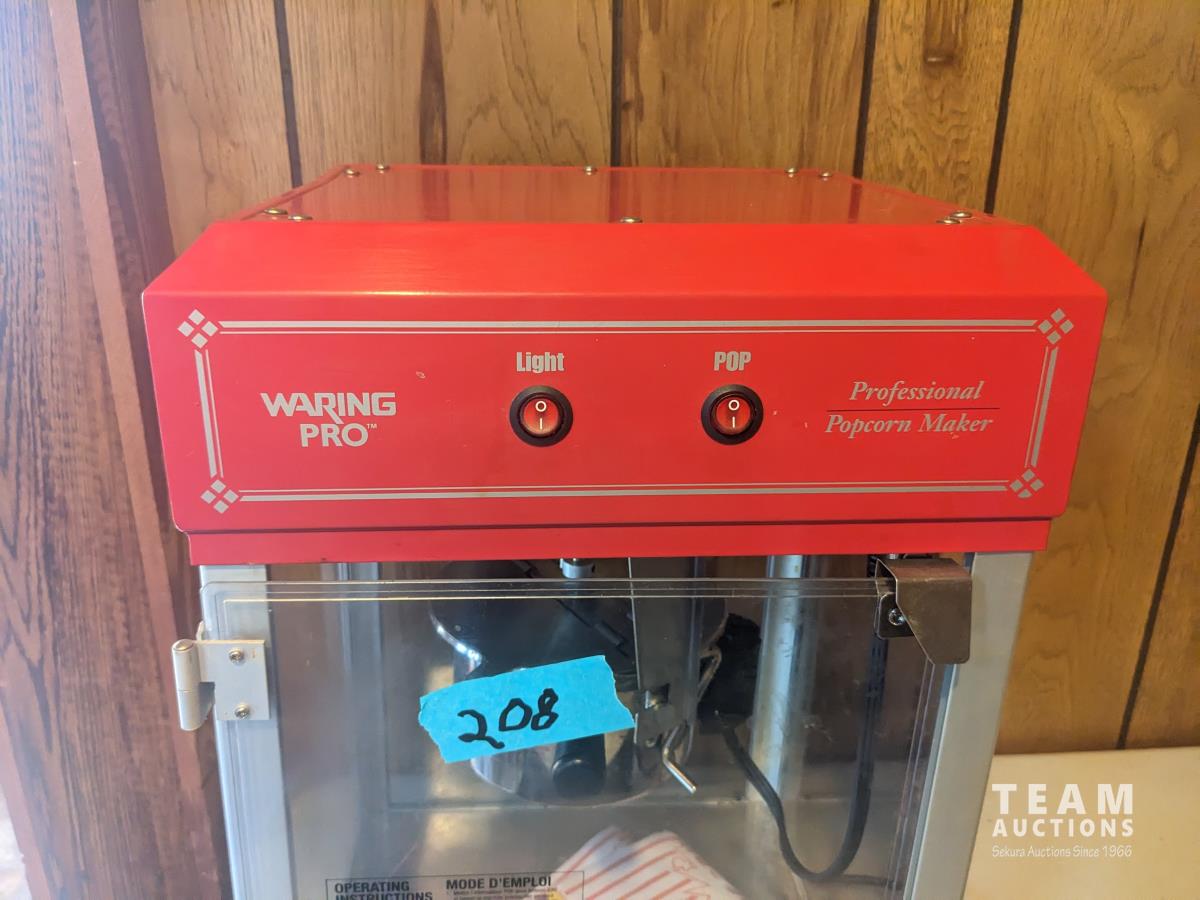 Light
POP
WARING
PRO™
Professional
Popcorn Maker
O
I
O
I
208
OPERATING
INSTRUCTIONS
MODE D'EMPLOI
TEAM
AUCTIONS
Sekura Auctions Since 1966